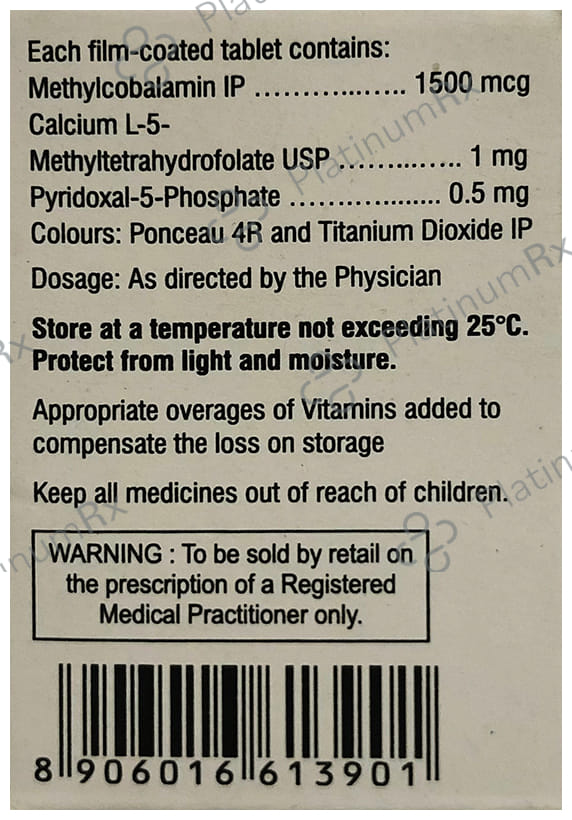 Each film-coated tablet contains:
Methylcobalamin IP .................. 1500 mcg
Calcium L-5-
Methyltetrahydrofolate USP .............. 1 mg
Pyridoxal-5-Phosphate .................... 0.5 mg
Colours: Ponceau 4R and Titanium Dioxide IP
Dosage: As directed by the Physician
Store at a temperature not exceeding 25°C.
Protect from light and moisture.
Appropriate overages of Vitamins added to
compensate the loss on storage
Keep all medicines out of reach of children.
WARNING : To be sold by retail on
the prescription of a Registered
Medical Practitioner only.
8 906016 613901
PlatinumRx
PlatinumRx